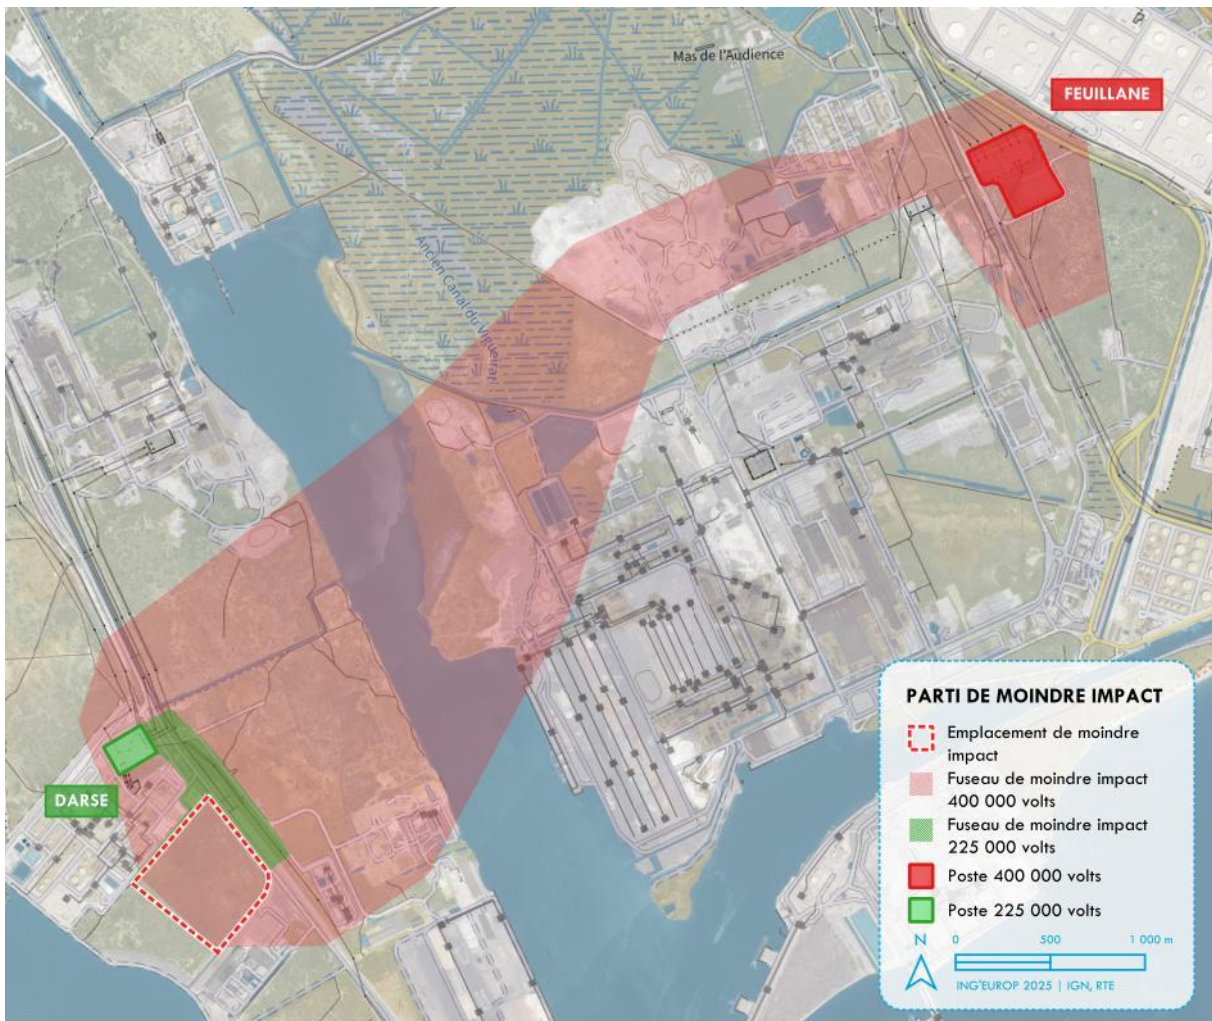 Mas de l'Audience
FEUILLANE
Ancien Canal du Vigueirat
DARSE
PARTI DE MOINDRE IMPACT
Emplacement de moindre
impact
Fuseau de moindre impact
400 000 volts
Fuseau de moindre impact
225 000 volts
Poste 400 000 volts
Poste 225 000 volts
N 0 500 1 000 m
ING'EUROP 2025 | IGN, RTE